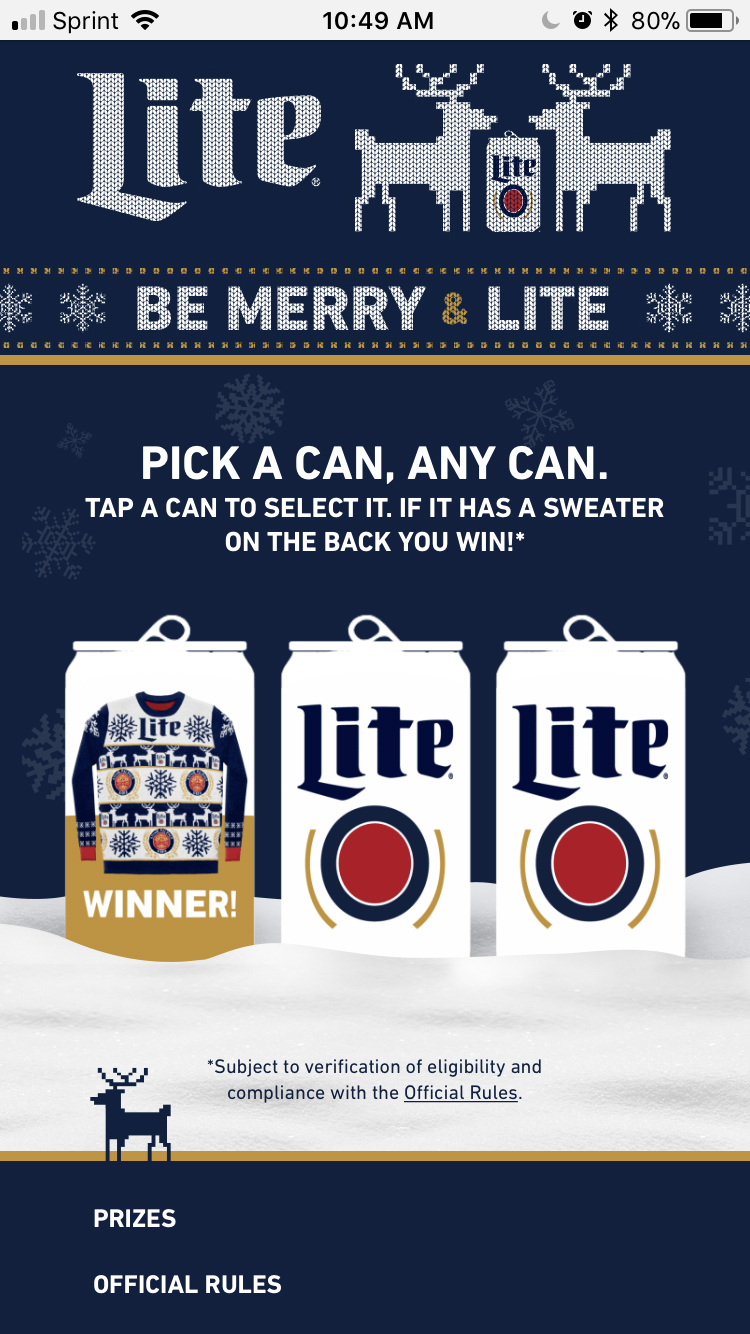 Sprint 10:49 AM 80%
Lite®
Lite
BE MERRY & LITE
PICK A CAN, ANY CAN.
TAP A CAN TO SELECT IT. IF IT HAS A SWEATER
ON THE BACK YOU WIN!*
Lite
WINNER!
Lite®
Lite®
*Subject to verification of eligibility and
compliance with the Official Rules.
PRIZES
OFFICIAL RULES